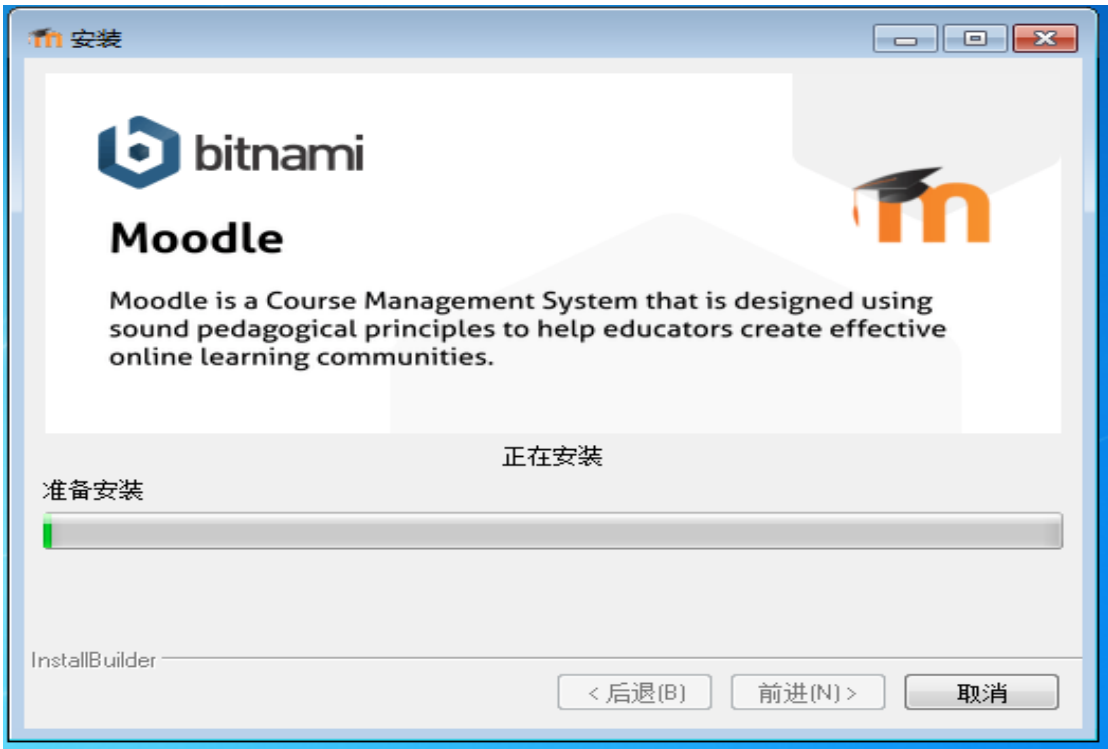 安装
bitnami
Moodle
Moodle is a Course Management System that is designed using
sound pedagogical principles to help educators create effective
online learning communities.
正在安装
准备安装
InstallBuilder
< 后退(B)
前进(N) >
取消